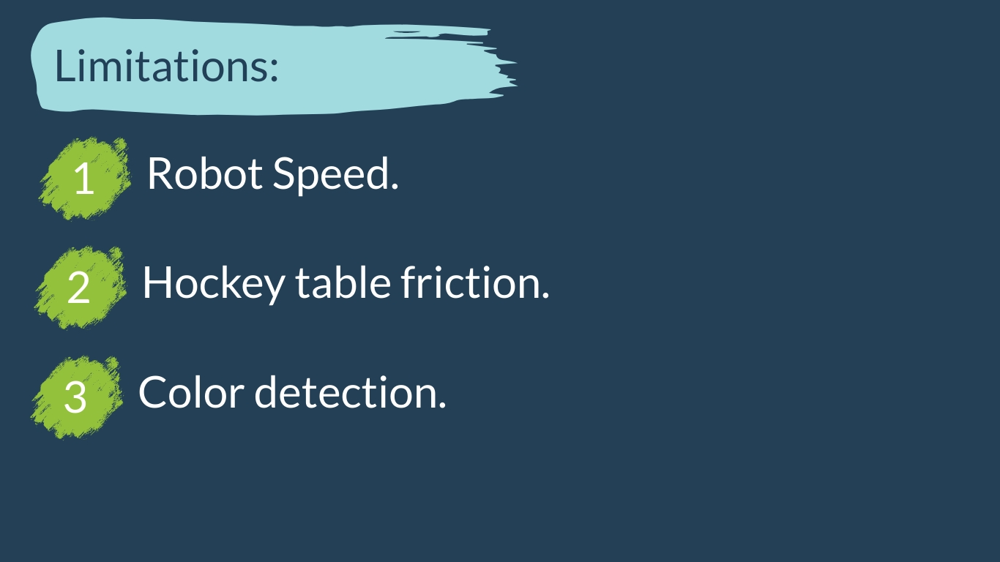 Limitations:
1 Robot Speed.
2 Hockey table friction.
3 Color detection.